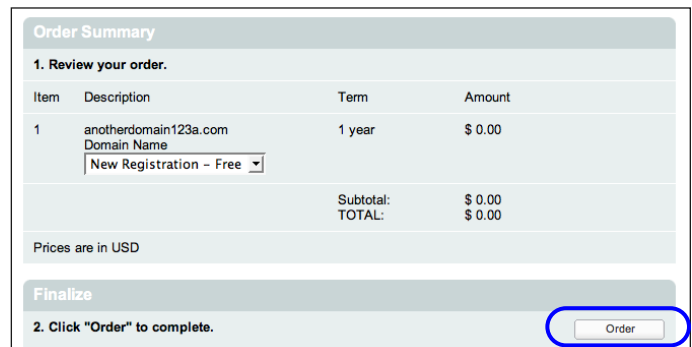 Order Summary
1. Review your order.
Item Description Term Amount
1 anotherdomain123a.com 1 year $ 0.00
Domain Name
New Registration – Free
Subtotal: $ 0.00
TOTAL: $ 0.00
Prices are in USD
Finalize
2. Click "Order" to complete.
Order